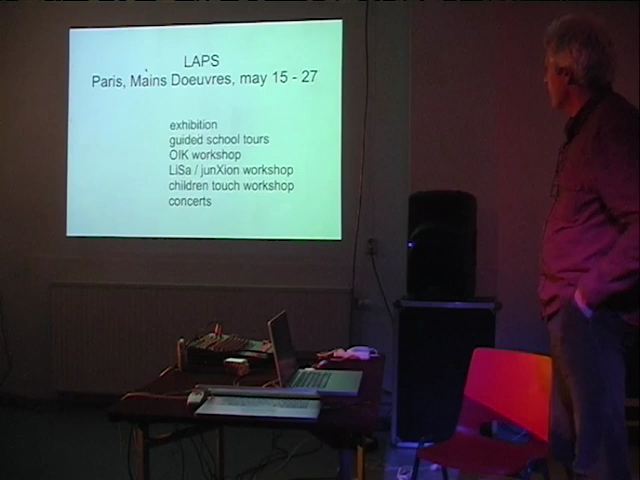 LAPS
Paris, Mains Doeuvres, may 15 - 27
exhibition
guided school tours
OIK workshop
LiSa / junXion workshop
children touch workshop
concerts